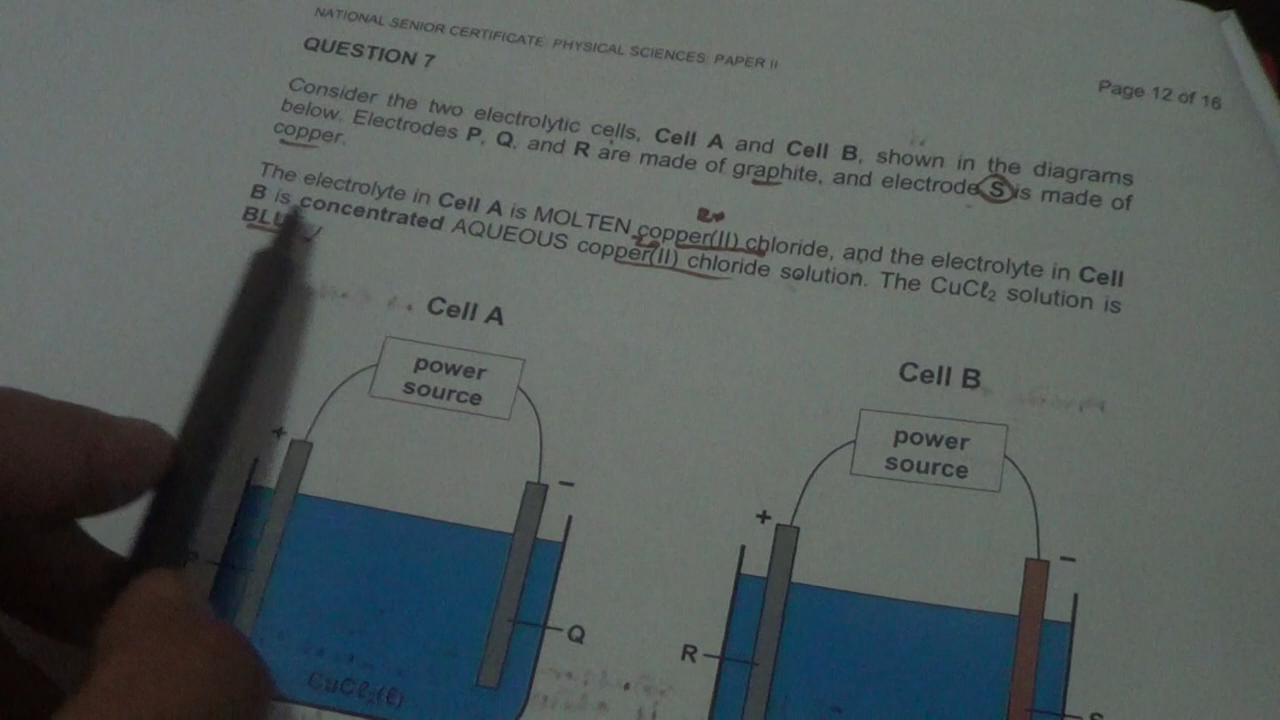 NATIONAL SENIOR CERTIFICATE: PHYSICAL SCIENCES: PAPER II
Page 12 of 16
QUESTION 7
Consider the two electrolytic cells, Cell A and Cell B, shown in the diagrams
below. Electrodes P, Q, and R are made of graphite, and electrode S is made of
copper.
The electrolyte in Cell A is MOLTEN copper(II) chloride, and the electrolyte in Cell
B is concentrated AQUEOUS copper(II) chloride solution. The CuCℓ2 solution is
Cell A
power
source
+
−
Q
CuCl2(ℓ)
Cell B
power
source
+
−
R
S